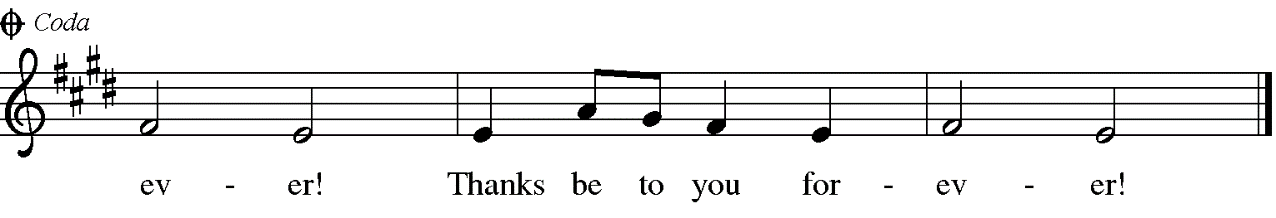 Coda
ev - er! Thanks be to you for - ev - er!